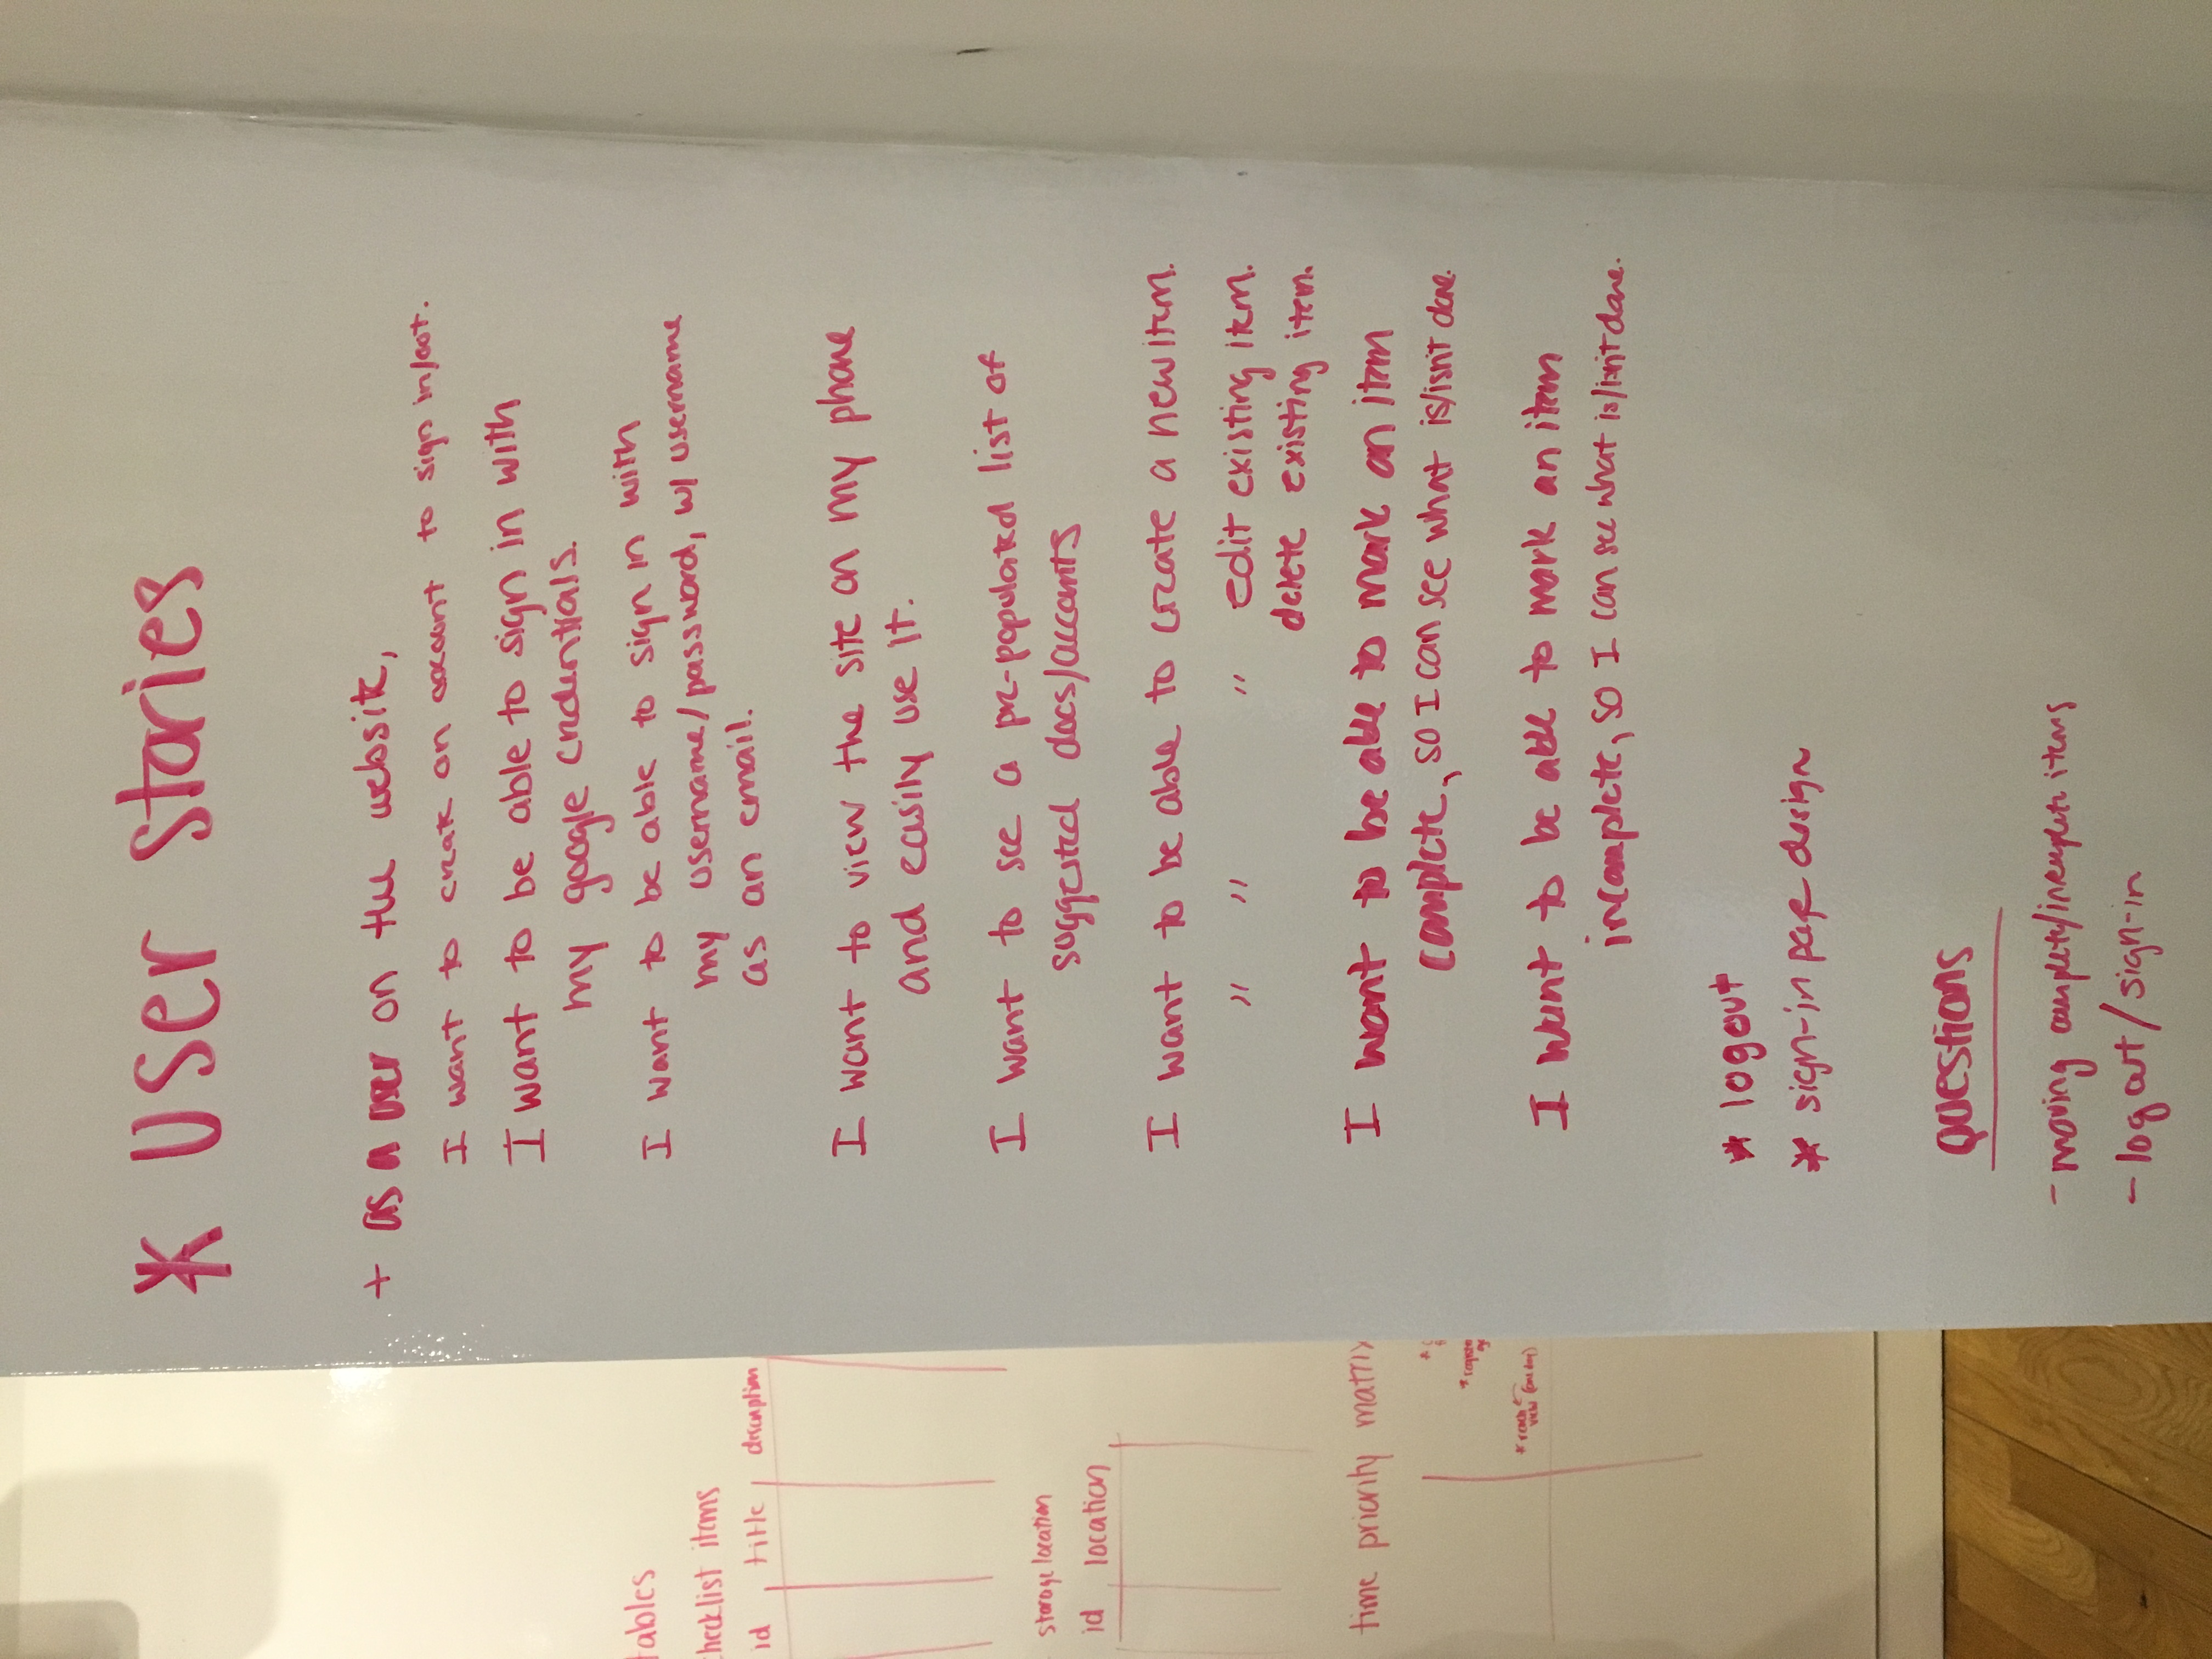 * User stories
+ as a user on the website,
I want to create an account to sign in/out.
I want to be able to sign in with
my google credentials.
I want to be able to sign in with
my username/password, w/ username
as an email.
I want to view the site on my phone
and easily use it.
I want to see a pre-populated list of
suggested docs/accounts
I want to be able to create a new item.
" " " edit existing item.
delete existing item.
I want to be able to mark an item
complete, so I can see what is/isn't done.
I want to be able to mark an item
incomplete, so I can see what is/isn't done.
* logout
* sign-in page design
Questions
- moving complete/incomplete items
- log out/sign-in
tables
checklist items
id title description
storage location
id location
time priority matrix
* reach
view (one day)